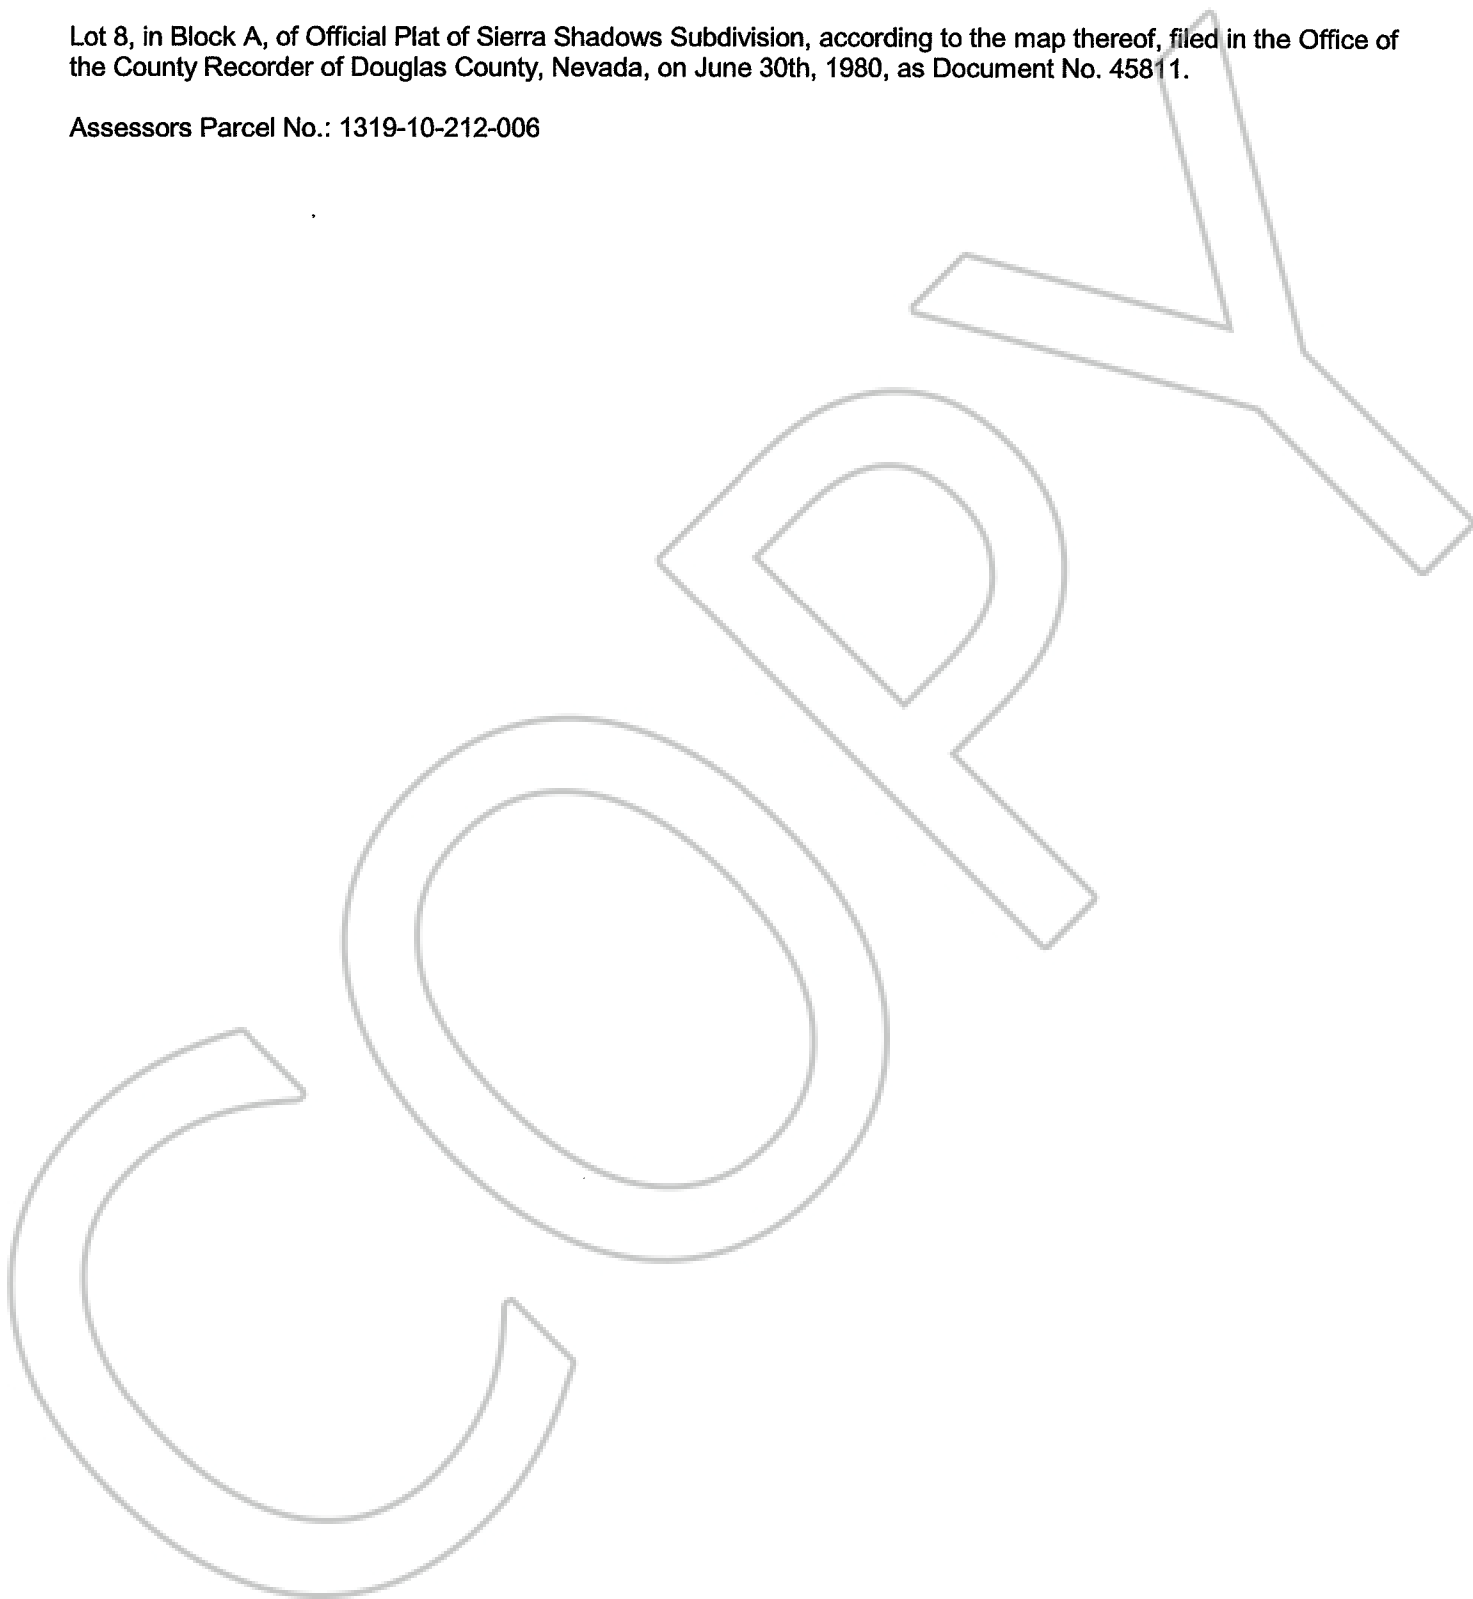 Lot 8, in Block A, of Official Plat of Sierra Shadows Subdivision, according to the map thereof, filed in the Office of
the County Recorder of Douglas County, Nevada, on June 30th, 1980, as Document No. 45811.
Assessors Parcel No.: 1319-10-212-006
COPY